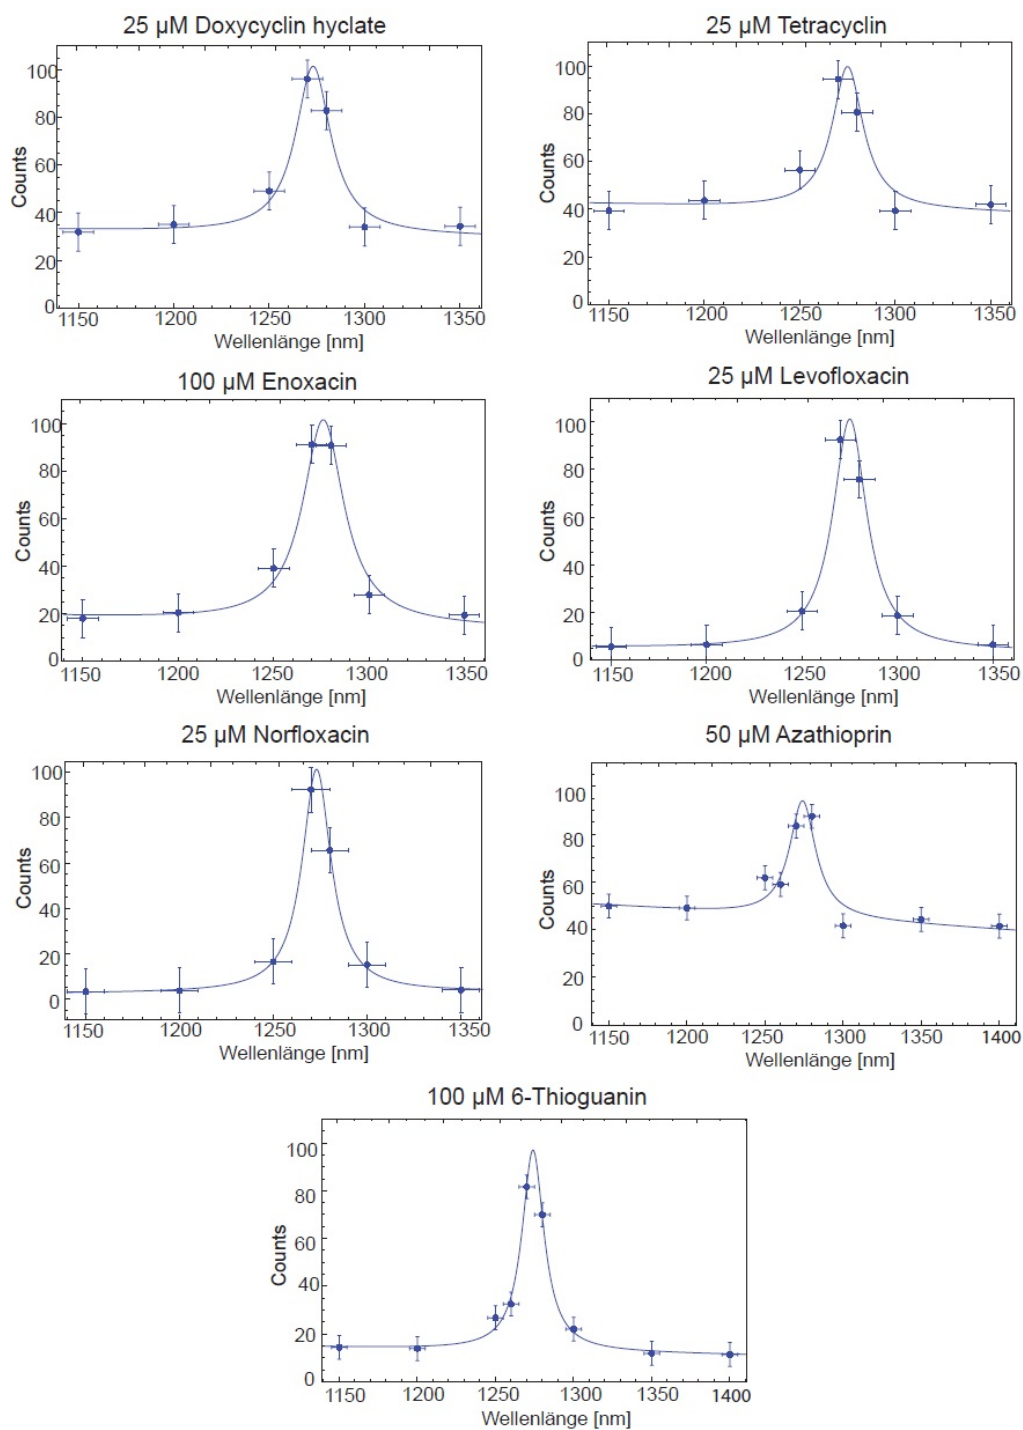 25 µM Doxycyclin hyclate
Counts
100
80
60
40
20
0
1150 1200 1250 1300 1350
Wellenlänge [nm]
25 µM Tetracyclin
Counts
100
80
60
40
20
0
1150 1200 1250 1300 1350
Wellenlänge [nm]
100 µM Enoxacin
Counts
100
80
60
40
20
0
1150 1200 1250 1300 1350
Wellenlänge [nm]
25 µM Levofloxacin
Counts
100
80
60
40
20
0
1150 1200 1250 1300 1350
Wellenlänge [nm]
25 µM Norfloxacin
Counts
100
80
60
40
20
0
1150 1200 1250 1300 1350
Wellenlänge [nm]
50 µM Azathioprin
Counts
100
80
60
40
20
0
1150 1200 1250 1300 1350 1400
Wellenlänge [nm]
100 µM 6-Thioguanin
Counts
100
80
60
40
20
0
1150 1200 1250 1300 1350 1400
Wellenlänge [nm]